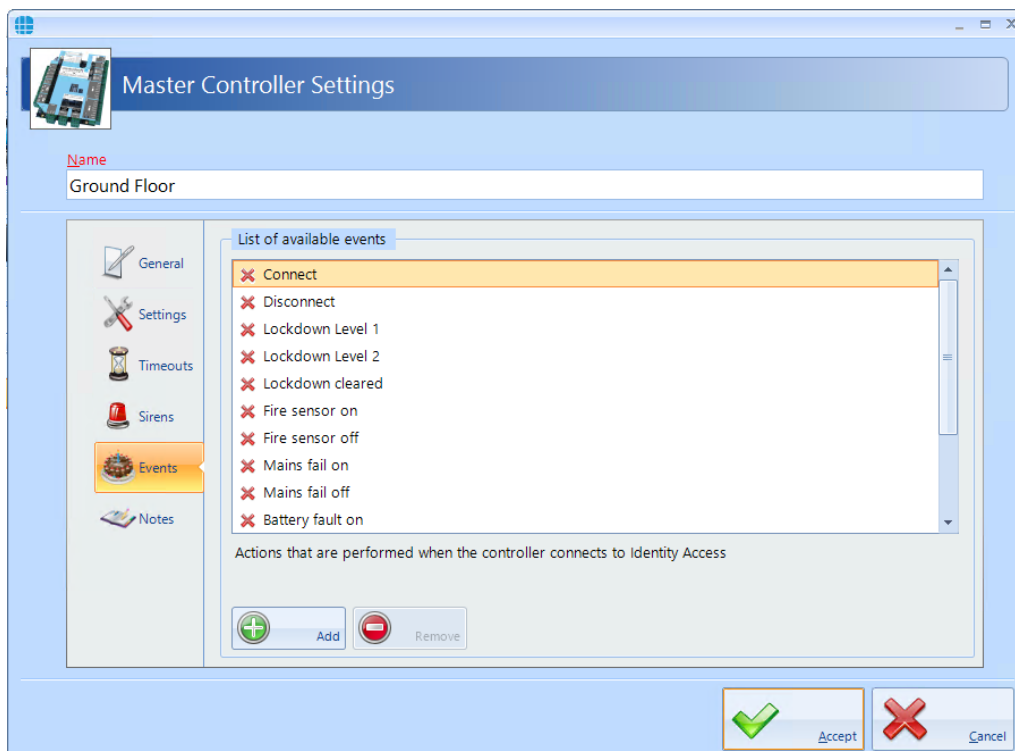 Master Controller Settings
Name
Ground Floor
General
Settings
Timeouts
Sirens
Events
Notes
List of available events
Connect
Disconnect
Lockdown Level 1
Lockdown Level 2
Lockdown cleared
Fire sensor on
Fire sensor off
Mains fail on
Mains fail off
Battery fault on
Actions that are performed when the controller connects to Identity Access
Add
Remove
Accept
Cancel